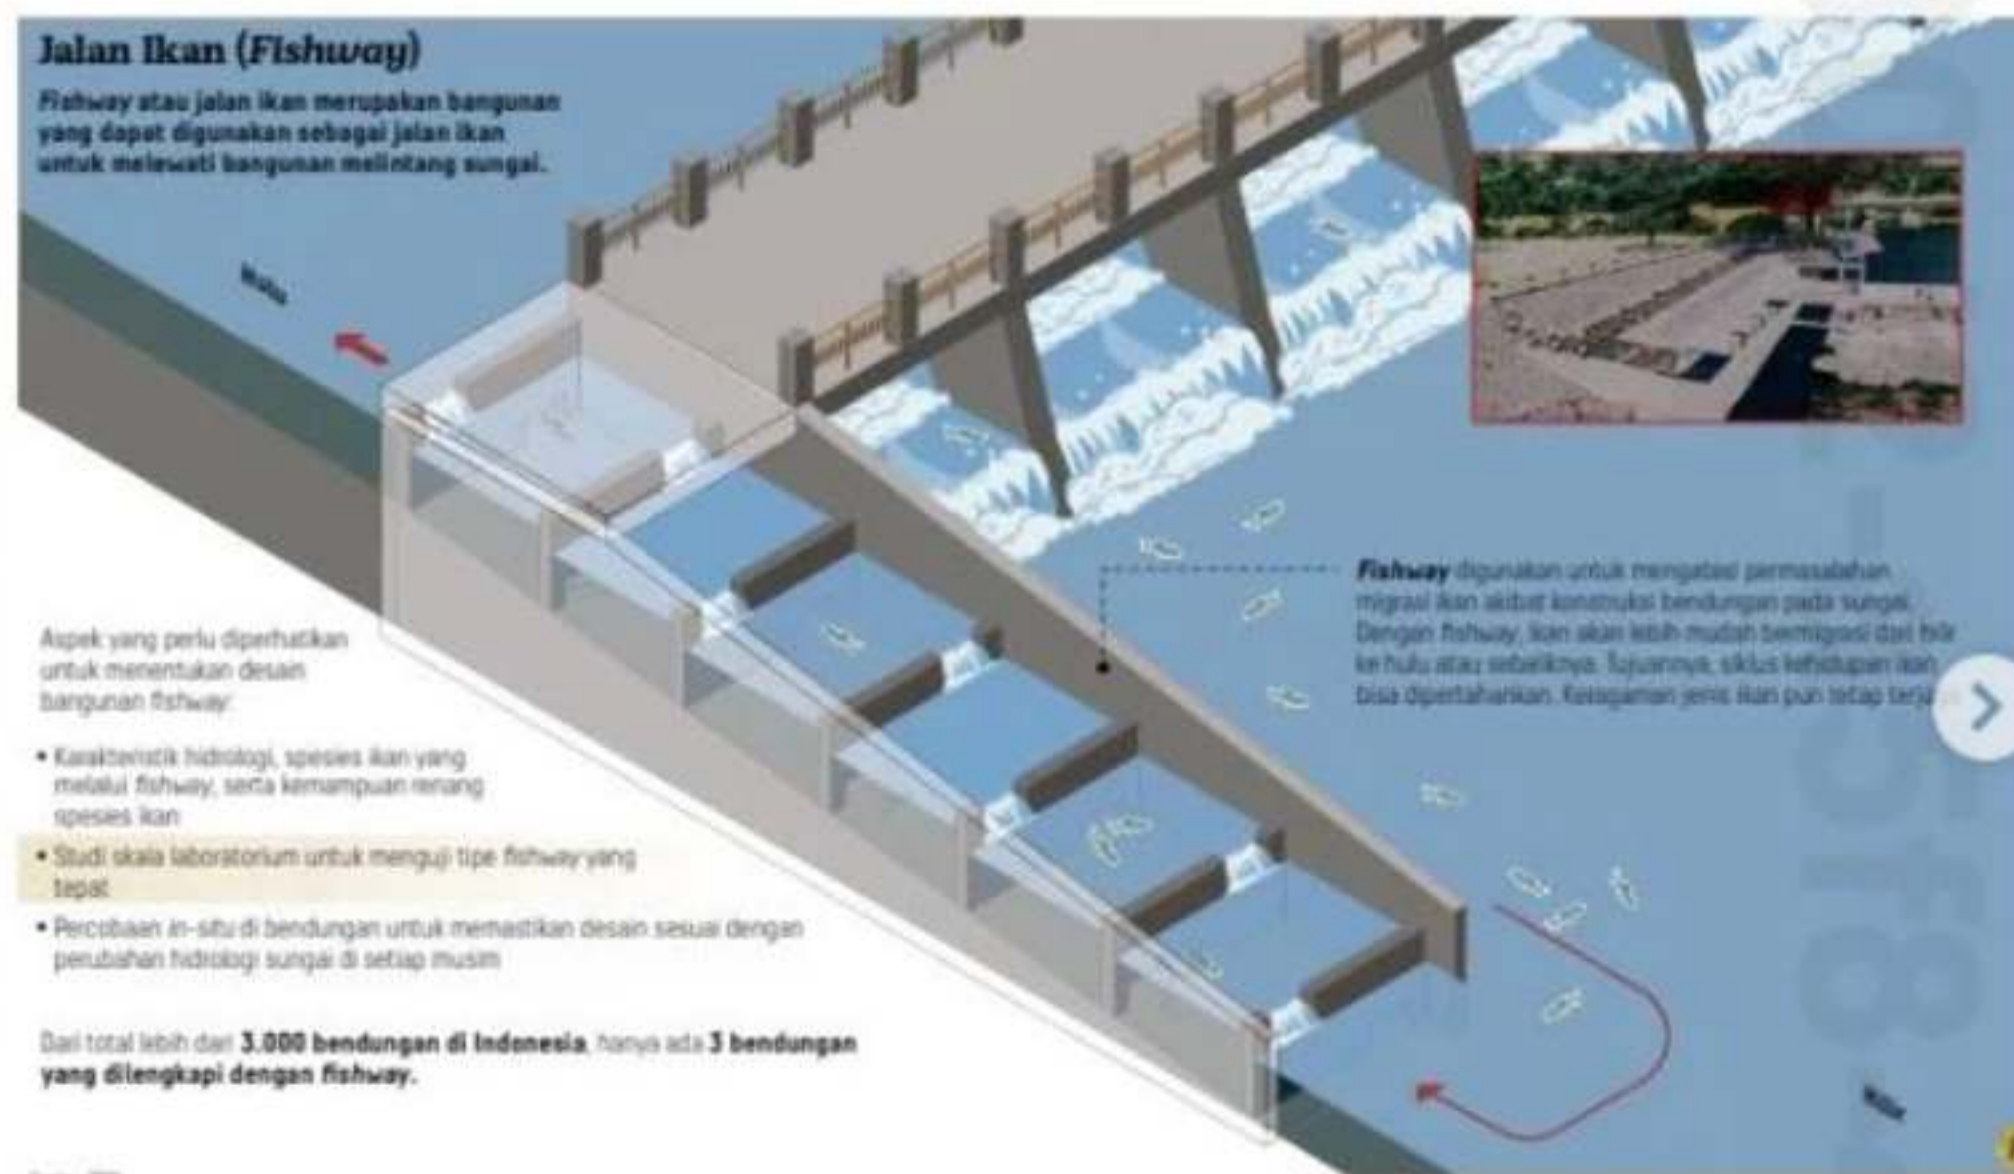 Jalan Ikan (Fishway)
Fishway atau jalan ikan merupakan bangunan
yang dapat digunakan sebagai jalan ikan
untuk melewati bangunan melintang sungai.
Fishway digunakan untuk mengatasi permasalahan
migrasi ikan akibat konstruksi bendungan pada sungai.
Dengan fishway, ikan akan lebih mudah bermigrasi dari hilir
ke hulu atau sebaliknya. Tujuannya, siklus kehidupan ikan
bisa dipertahankan. Keragaman jenis ikan pun tetap
Aspek yang perlu diperhatikan
untuk menentukan desain
bangunan fishway:
• Karakteristik hidrologi, spesies ikan yang
melalui fishway, serta kemampuan renang
spesies ikan
• Studi skala laboratorium untuk menguji tipe fishway yang
tepat
• Percobaan in-situ di bendungan untuk memastikan desain sesuai dengan
perubahan hidrologi sungai di setiap musim
Dari total lebih dari 3.000 bendungan di Indonesia, hanya ada 3 bendungan
yang dilengkapi dengan fishway.